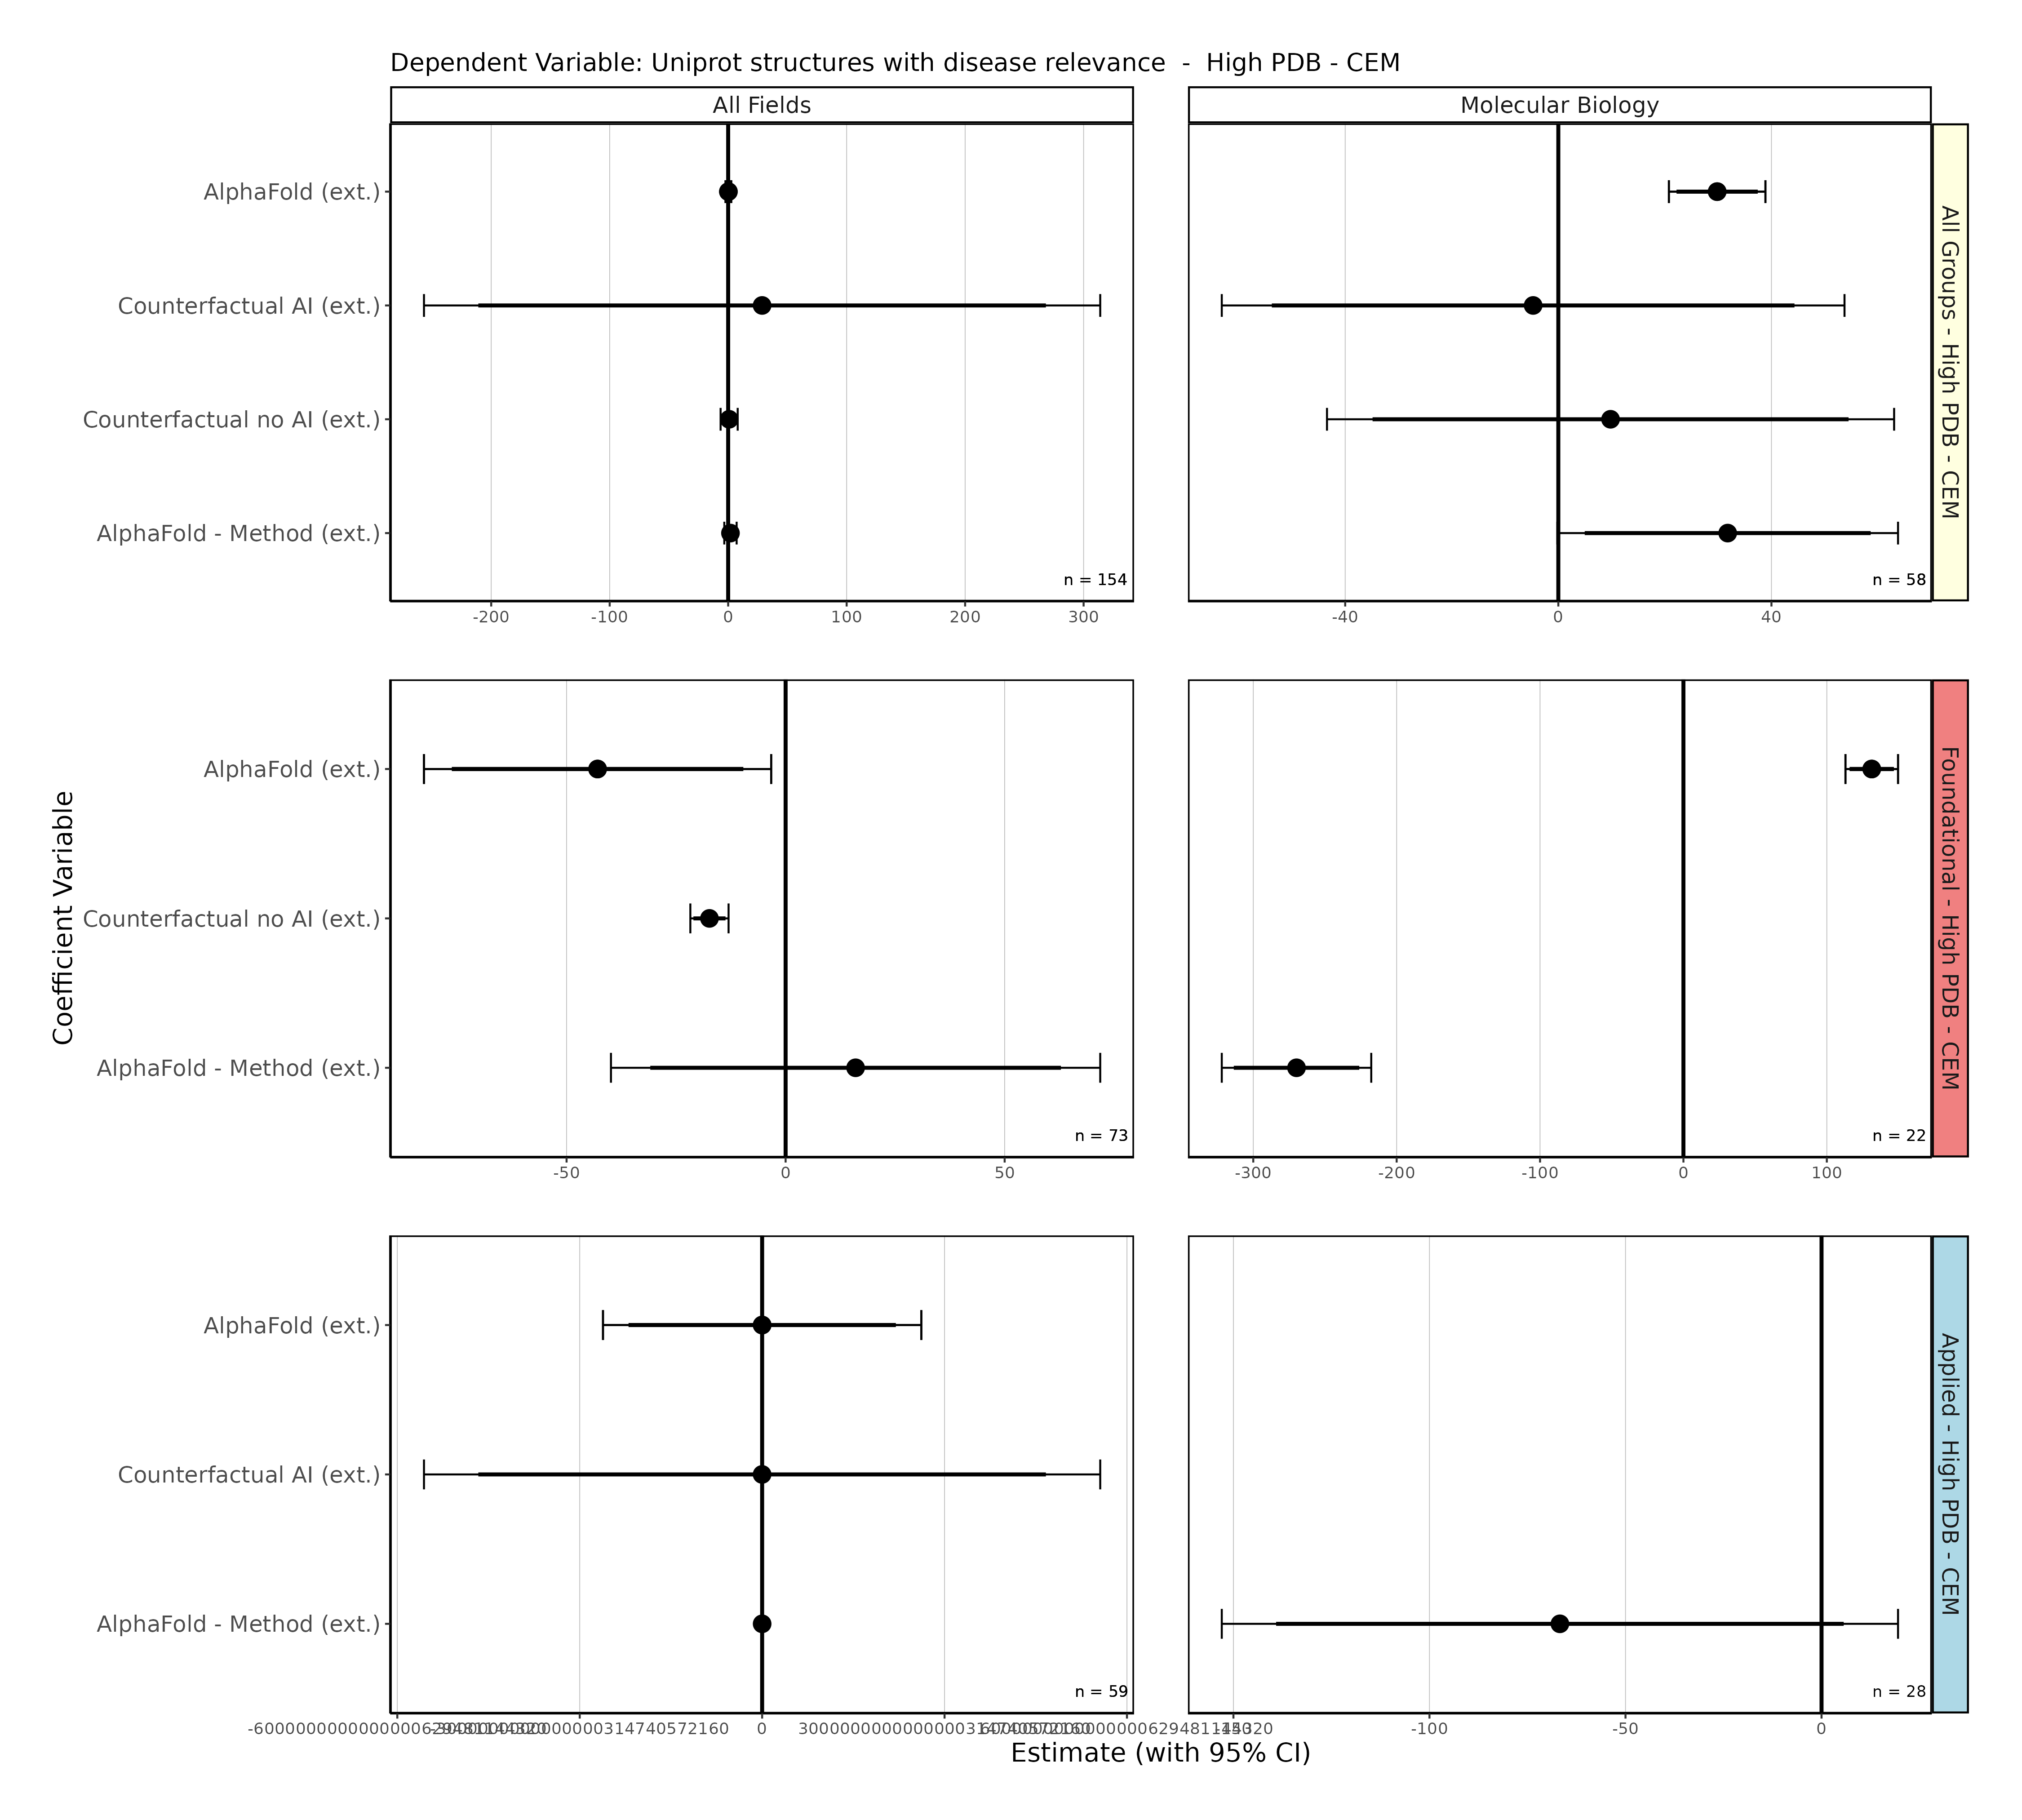 Dependent Variable: Uniprot structures with disease relevance - High PDB - CEM
All Fields
Molecular Biology
AlphaFold (ext.)
Counterfactual AI (ext.)
Counterfactual no AI (ext.)
AlphaFold - Method (ext.)
n = 154
n = 58
All Groups - High PDB - CEM
-200 -100 0 100 200 300
-40 0 40
Coefficient Variable
AlphaFold (ext.)
Counterfactual no AI (ext.)
AlphaFold - Method (ext.)
n = 73
n = 22
Foundational - High PDB - CEM
-50 0 50
-300 -200 -100 0 100
AlphaFold (ext.)
Counterfactual AI (ext.)
AlphaFold - Method (ext.)
n = 59
n = 28
Applied - High PDB - CEM
0
-100 -50 0
Estimate (with 95% CI)